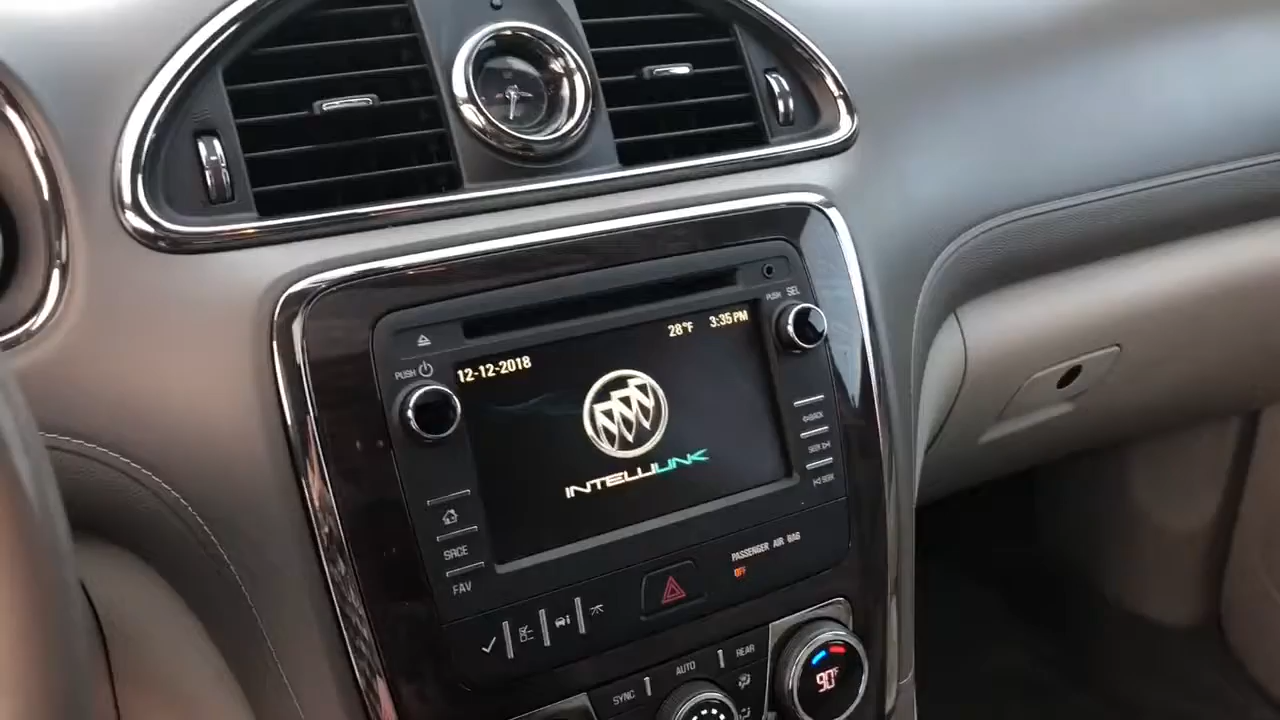 PUSH SEL
28°F 3:35 PM
12-12-2018
PUSH
INTELLILINK
BACK
SEEK
SEEK
SRCE
FAV
PASSENGER AIR BAG
OFF
SYNC AUTO REAR
90°F